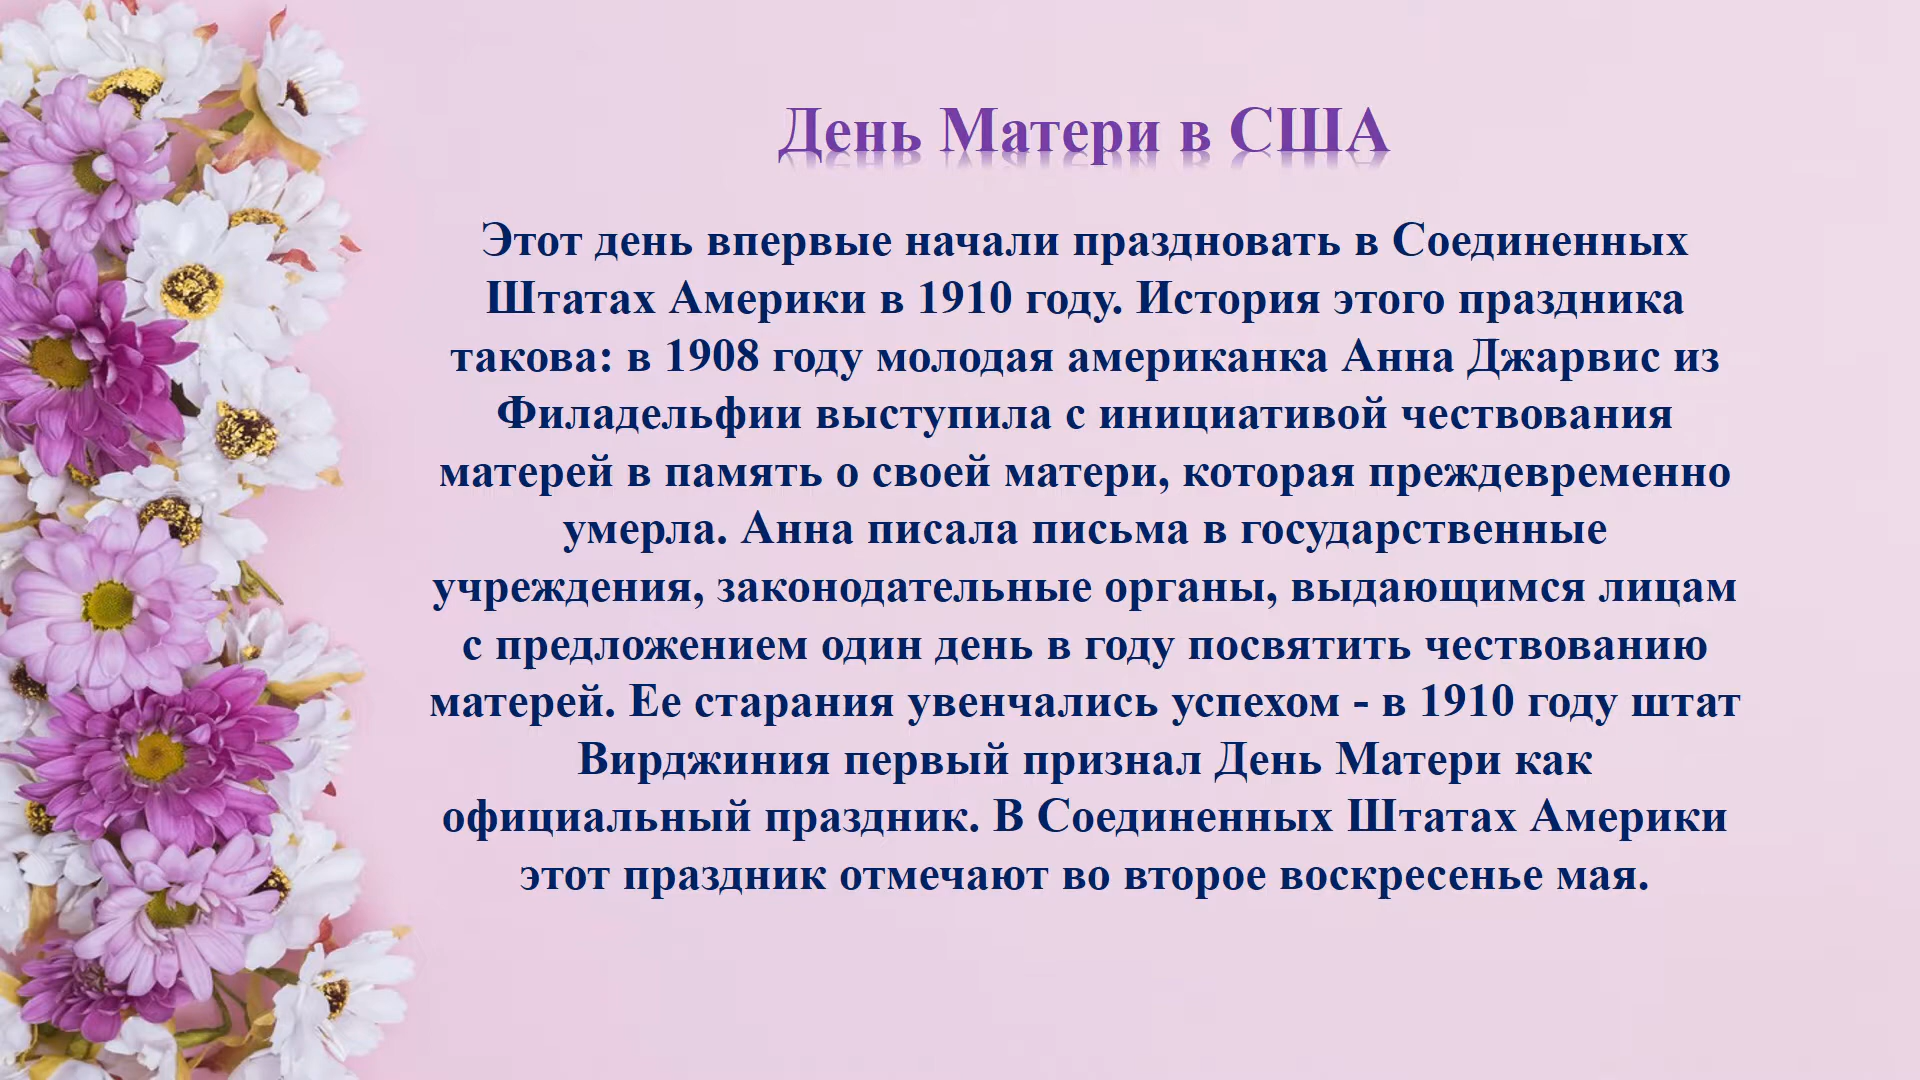 День Матери в США
Этот день впервые начали праздновать в Соединенных
Штатах Америки в 1910 году. История этого праздника
такова: в 1908 году молодая американка Анна Джарвис из
Филадельфии выступила с инициативой чествования
матерей в память о своей матери, которая преждевременно
умерла. Анна писала письма в государственные
учреждения, законодательные органы, выдающимся лицам
с предложением один день в году посвятить чествованию
матерей. Ее старания увенчались успехом - в 1910 году штат
Вирджиния первый признал День Матери как
официальный праздник. В Соединенных Штатах Америки
этот праздник отмечают во второе воскресенье мая.